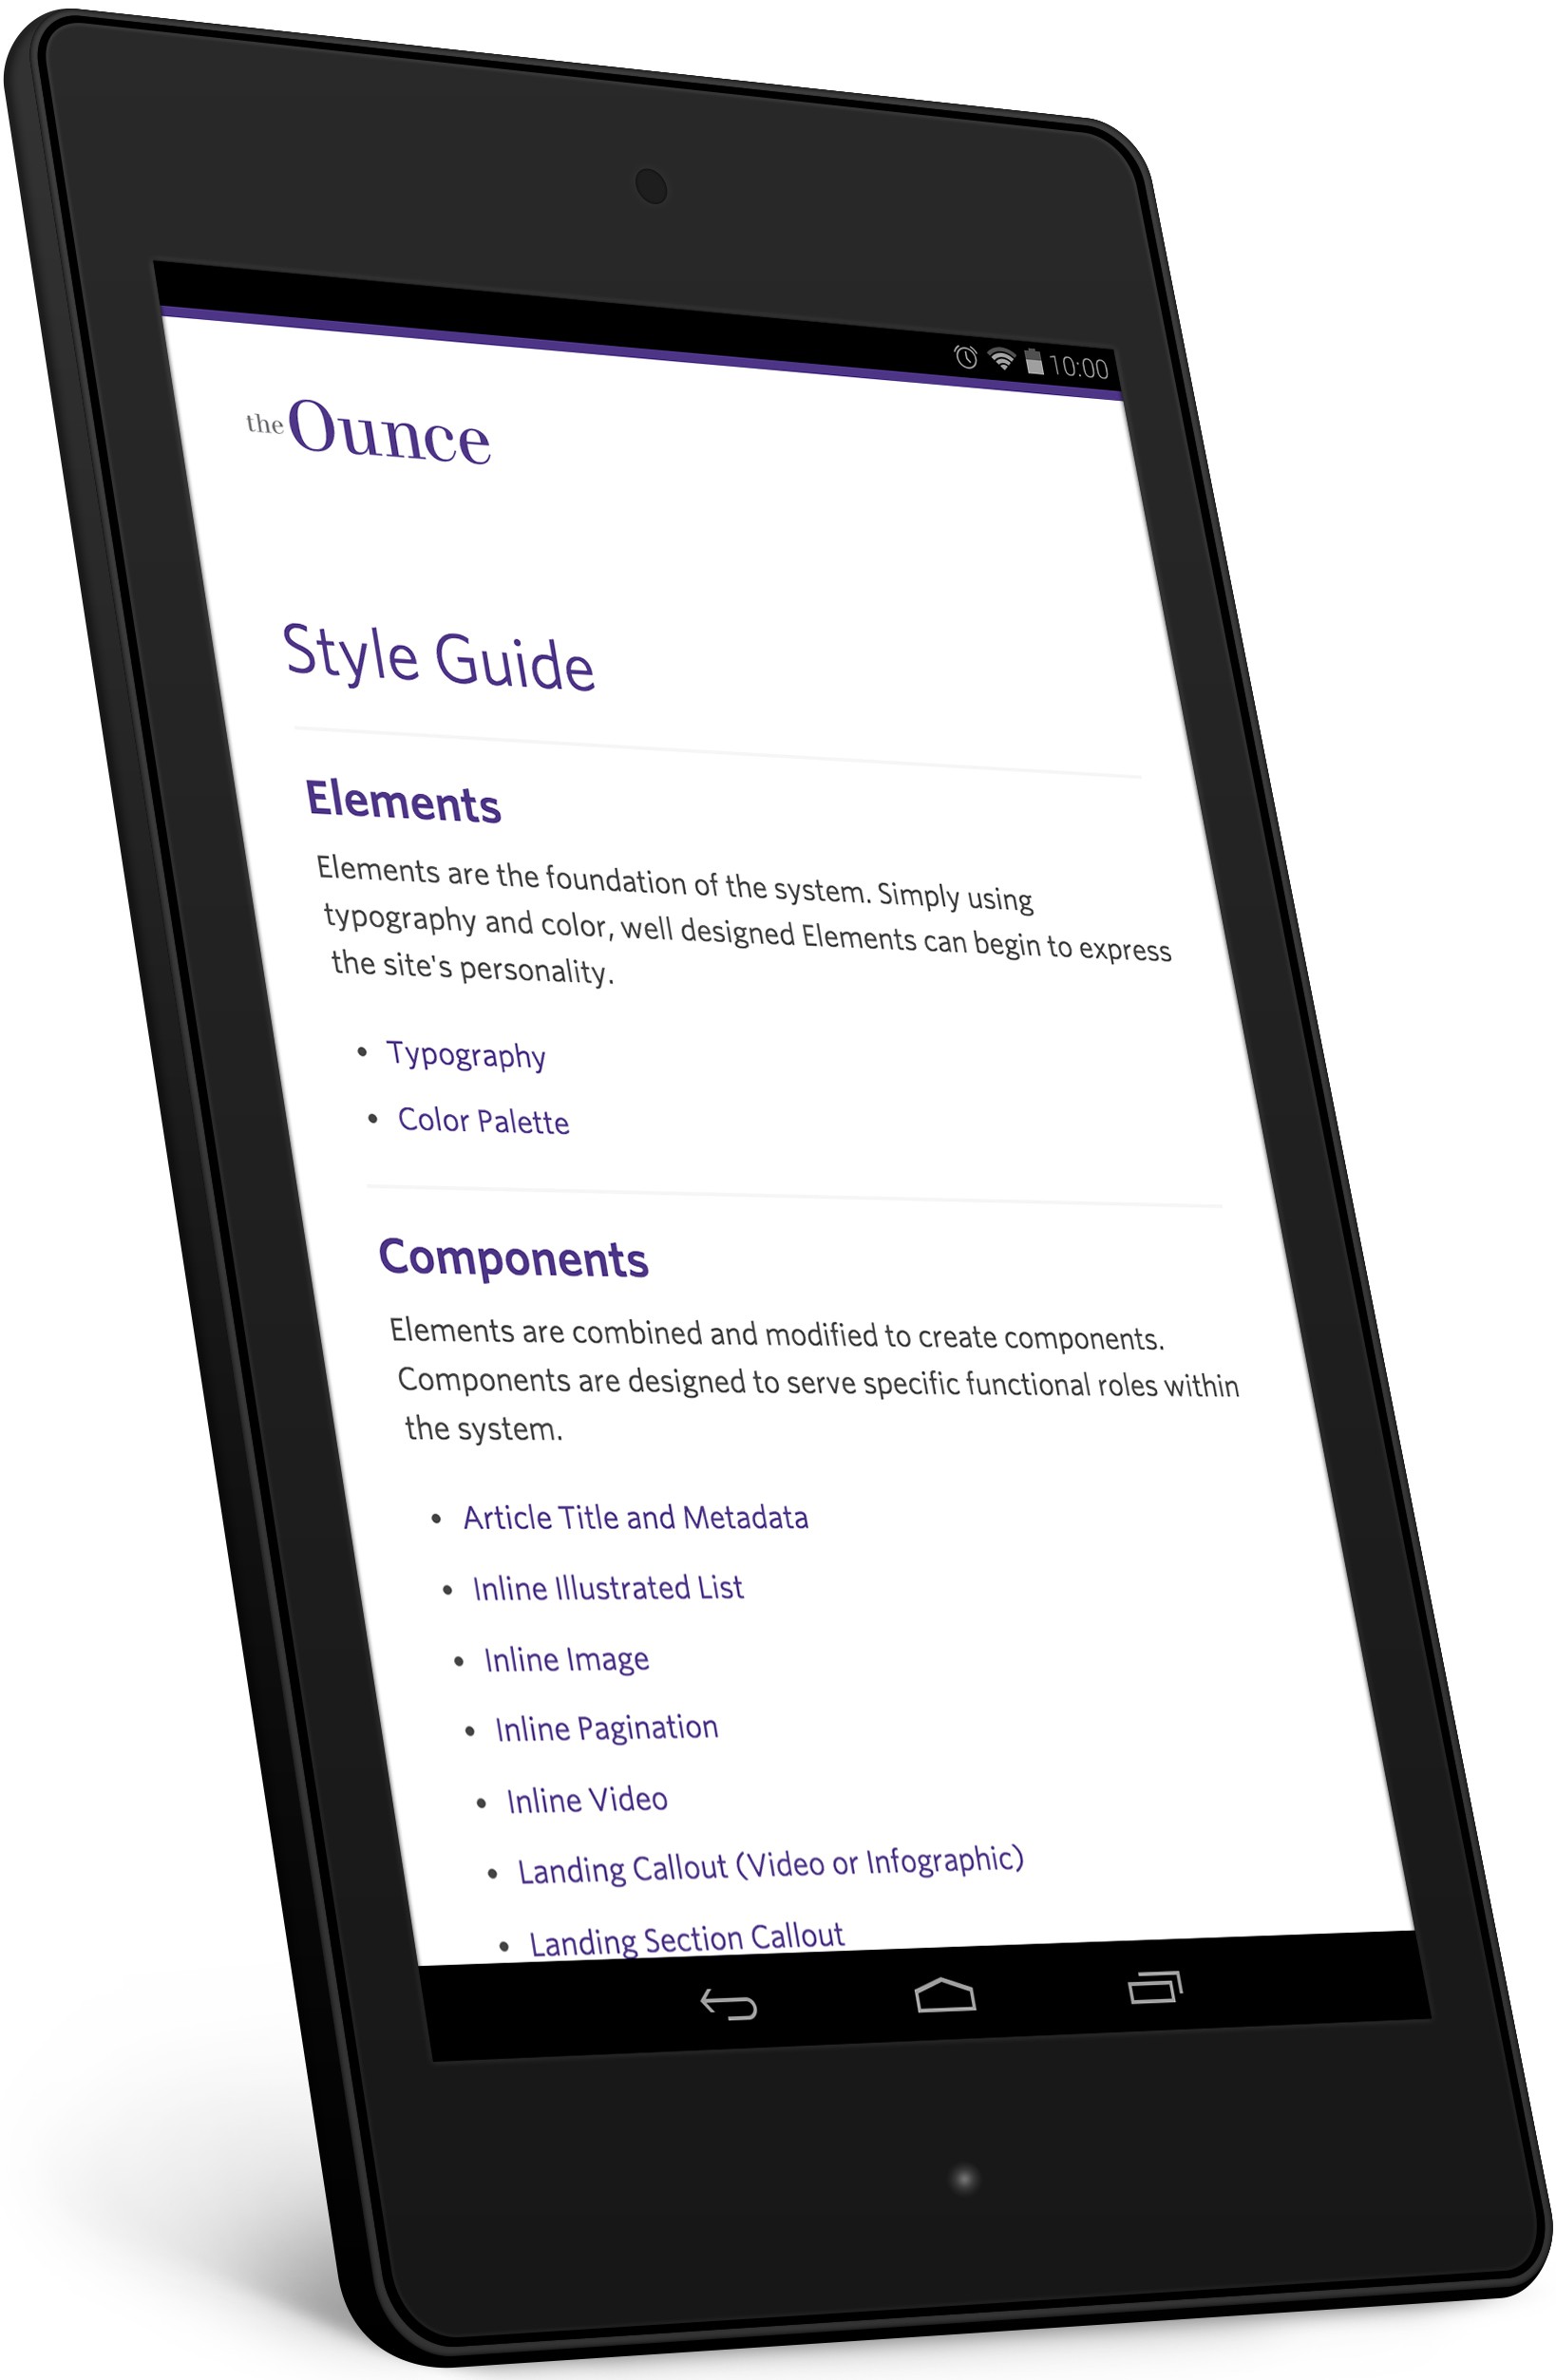 10:00
the Ounce
Style Guide
Elements
Elements are the foundation of the system. Simply using
typography and color, well designed Elements can begin to express
the site's personality.
• Typography
• Color Palette
Components
Elements are combined and modified to create components.
Components are designed to serve specific functional roles within
the system.
• Article Title and Metadata
• Inline Illustrated List
• Inline Image
• Inline Pagination
• Inline Video
• Landing Callout (Video or Infographic)
• Landing Section Callout